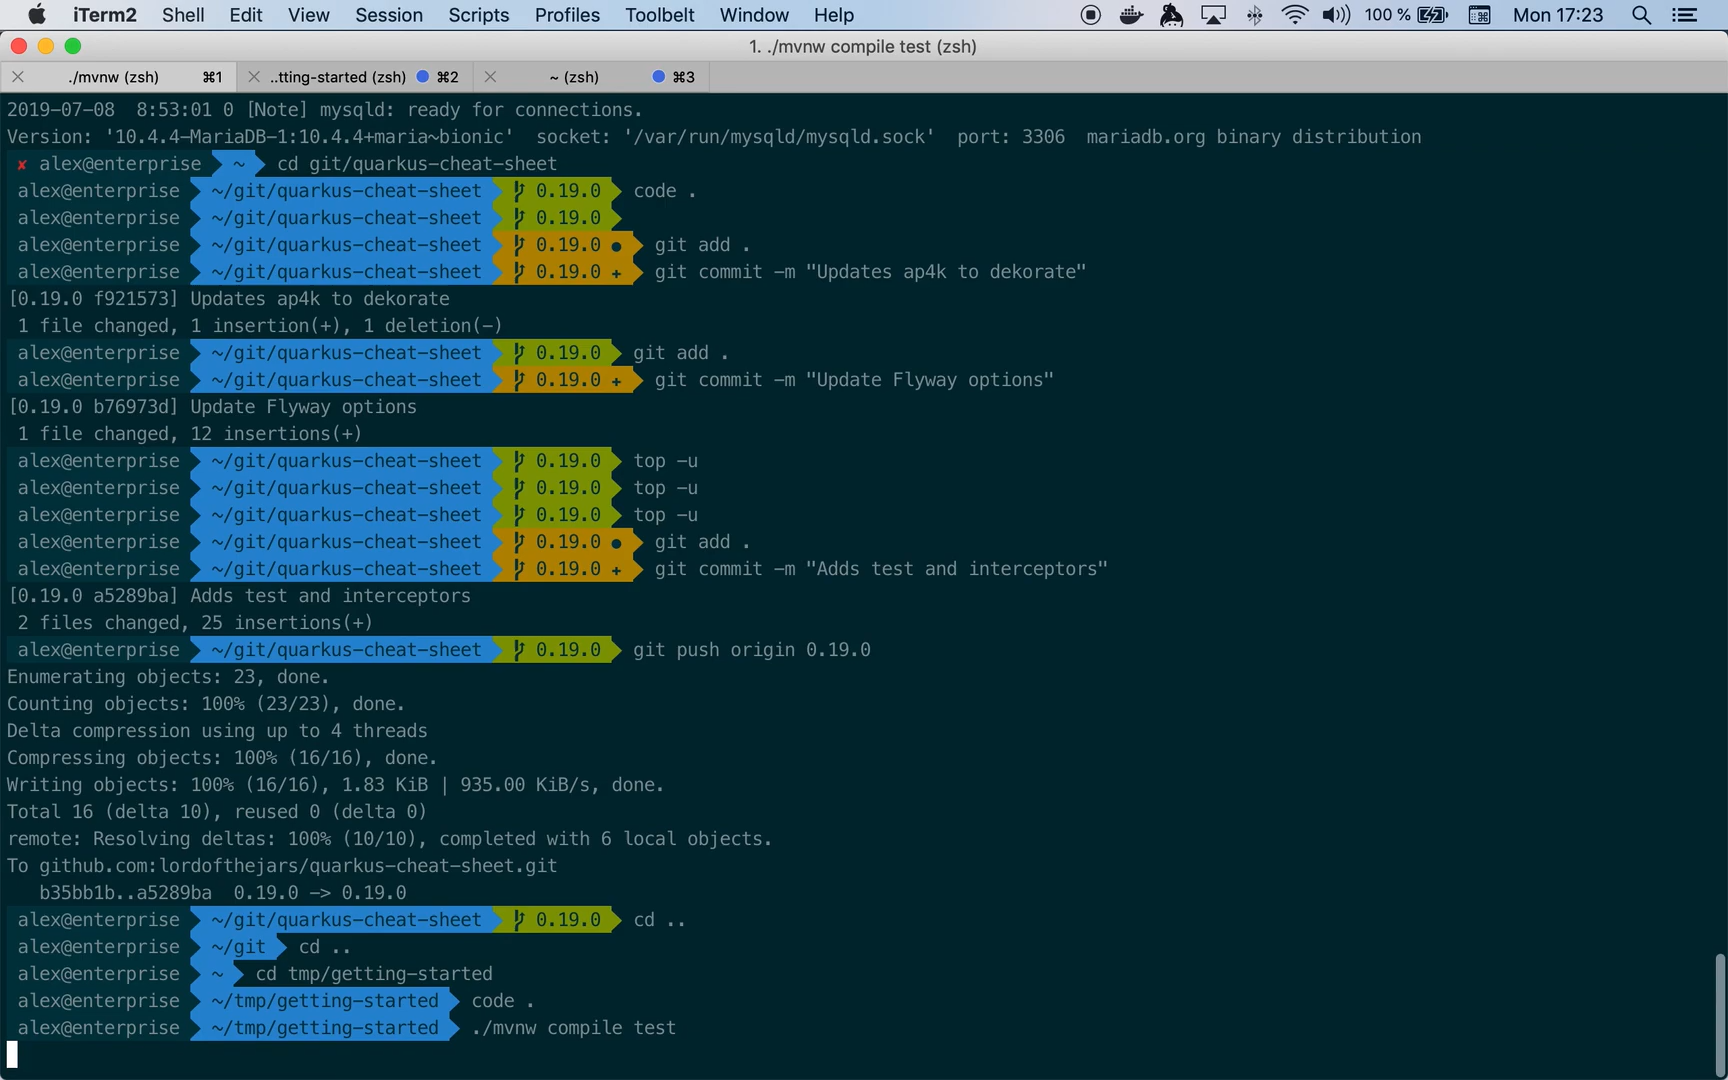 iTerm2 Shell Edit View Session Scripts Profiles Toolbelt Window Help 100 % Mon 17:23
1. ./mvnw compile test (zsh)
./mvnw (zsh) ⌘1 ..tting-started (zsh) ⌘2 ~ (zsh) ⌘3
2019-07-08  8:53:01 0 [Note] mysqld: ready for connections.
Version: '10.4.4-MariaDB-1:10.4.4+maria~bionic'  socket: '/var/run/mysqld/mysqld.sock'  port: 3306  mariadb.org binary distribution
✘ alex@enterprise ~ cd git/quarkus-cheat-sheet
alex@enterprise ~/git/quarkus-cheat-sheet 0.19.0 code .
alex@enterprise ~/git/quarkus-cheat-sheet 0.19.0
alex@enterprise ~/git/quarkus-cheat-sheet 0.19.0 ● git add .
alex@enterprise ~/git/quarkus-cheat-sheet 0.19.0 + git commit -m "Updates ap4k to dekorate"
[0.19.0 f921573] Updates ap4k to dekorate
1 file changed, 1 insertion(+), 1 deletion(-)
alex@enterprise ~/git/quarkus-cheat-sheet 0.19.0 git add .
alex@enterprise ~/git/quarkus-cheat-sheet 0.19.0 + git commit -m "Update Flyway options"
[0.19.0 b76973d] Update Flyway options
1 file changed, 12 insertions(+)
alex@enterprise ~/git/quarkus-cheat-sheet 0.19.0 top -u
alex@enterprise ~/git/quarkus-cheat-sheet 0.19.0 top -u
alex@enterprise ~/git/quarkus-cheat-sheet 0.19.0 top -u
alex@enterprise ~/git/quarkus-cheat-sheet 0.19.0 ● git add .
alex@enterprise ~/git/quarkus-cheat-sheet 0.19.0 + git commit -m "Adds test and interceptors"
[0.19.0 a5289ba] Adds test and interceptors
2 files changed, 25 insertions(+)
alex@enterprise ~/git/quarkus-cheat-sheet 0.19.0 git push origin 0.19.0
Enumerating objects: 23, done.
Counting objects: 100% (23/23), done.
Delta compression using up to 4 threads
Compressing objects: 100% (16/16), done.
Writing objects: 100% (16/16), 1.83 KiB | 935.00 KiB/s, done.
Total 16 (delta 10), reused 0 (delta 0)
remote: Resolving deltas: 100% (10/10), completed with 6 local objects.
To github.com:lordofthejars/quarkus-cheat-sheet.git
b35bb1b..a5289ba  0.19.0 -> 0.19.0
alex@enterprise ~/git/quarkus-cheat-sheet 0.19.0 cd ..
alex@enterprise ~/git cd ..
alex@enterprise ~ cd tmp/getting-started
alex@enterprise ~/tmp/getting-started code .
alex@enterprise ~/tmp/getting-started ./mvnw compile test